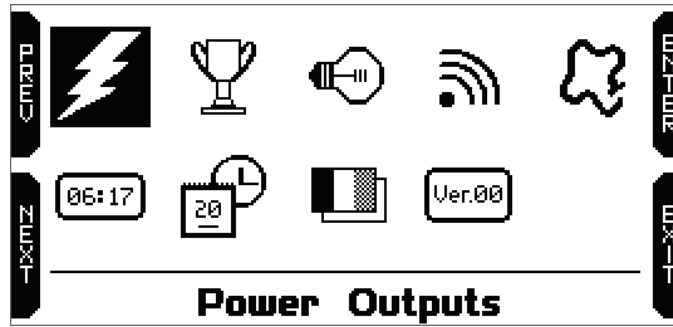 PREV
ENTER
06:17
20
Ver.00
NEXT
EXIT
Power Outputs